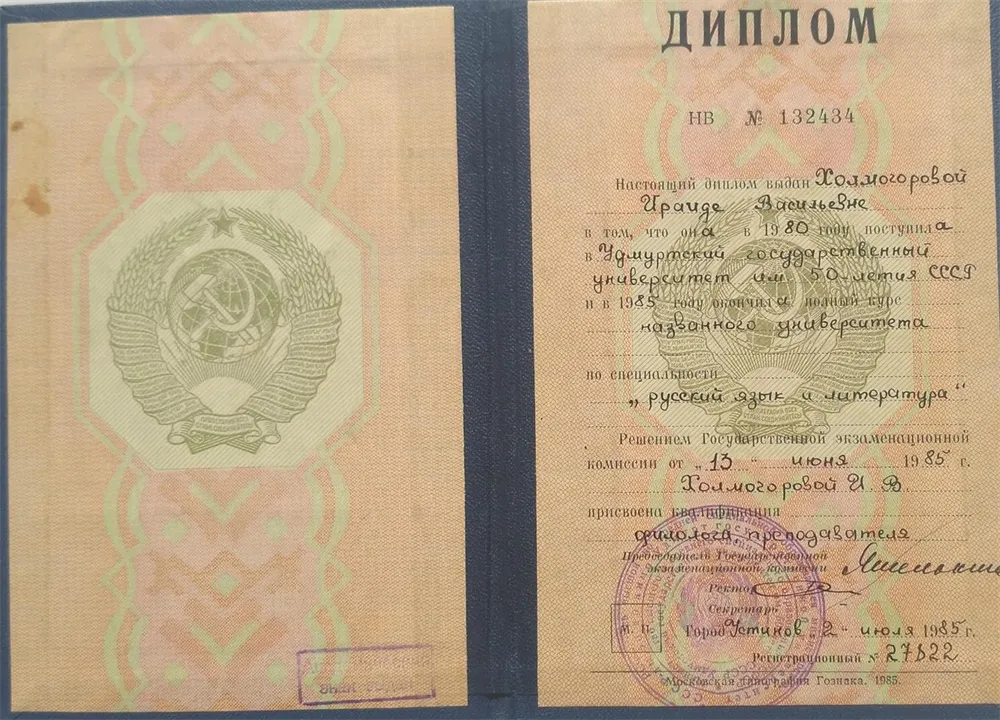 ДИПЛОМ
НВ № 132434
Настоящий диплом выдан Холмогоровой
Ираиде Васильевне
в том, что она в 1980 году поступила
в Удмуртский государственный
университет им 50-летия СССР
и в 1985 году окончила полный курс
названного университета
по специальности
„русский язык и литература“
Решением Государственной экзаменационной
комиссии от „13“ июня 1985 г.
Холмогоровой И. В
присвоена квалификация
филолога преподавателя
Председатель Государственной
экзаменационной комиссии
Ректор
Секретарь
М. П. Город Устинов „2“ июля 1985 г.
Регистрационный №
Московская типография Гознака. 1985.